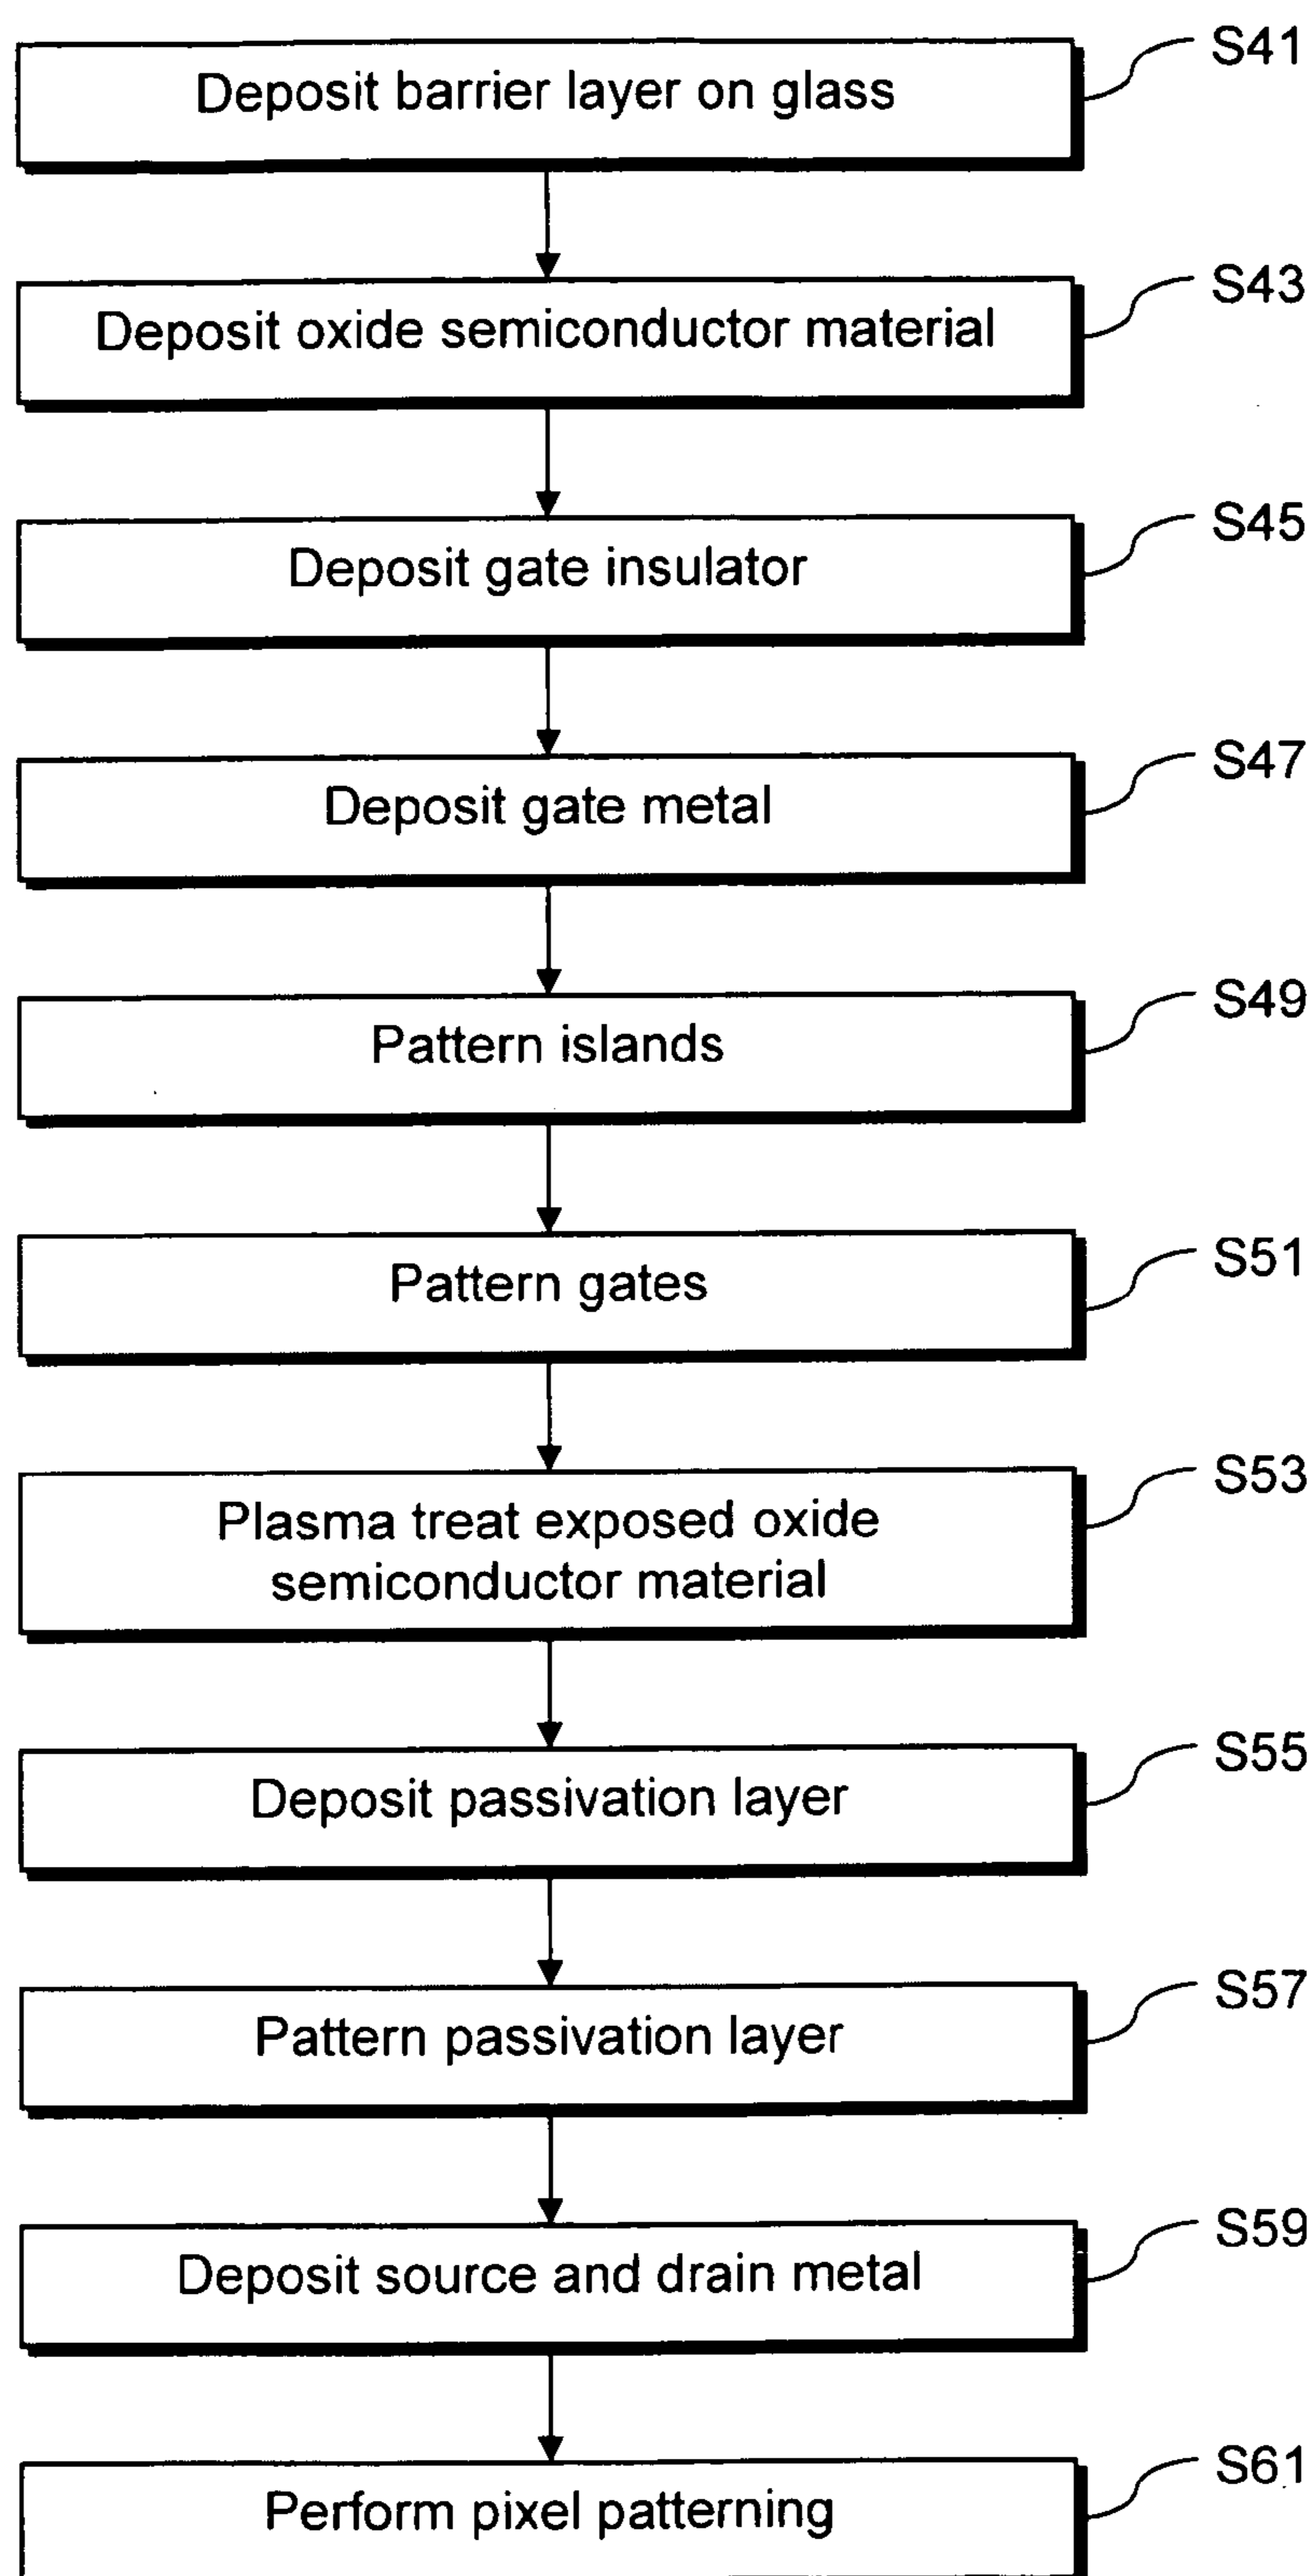 S41
Deposit barrier layer on glass
S43
Deposit oxide semiconductor material
S45
Deposit gate insulator
S47
Deposit gate metal
S49
Pattern islands
S51
Pattern gates
S53
Plasma treat exposed oxide
semiconductor material
S55
Deposit passivation layer
S57
Pattern passivation layer
S59
Deposit source and drain metal
S61
Perform pixel patterning